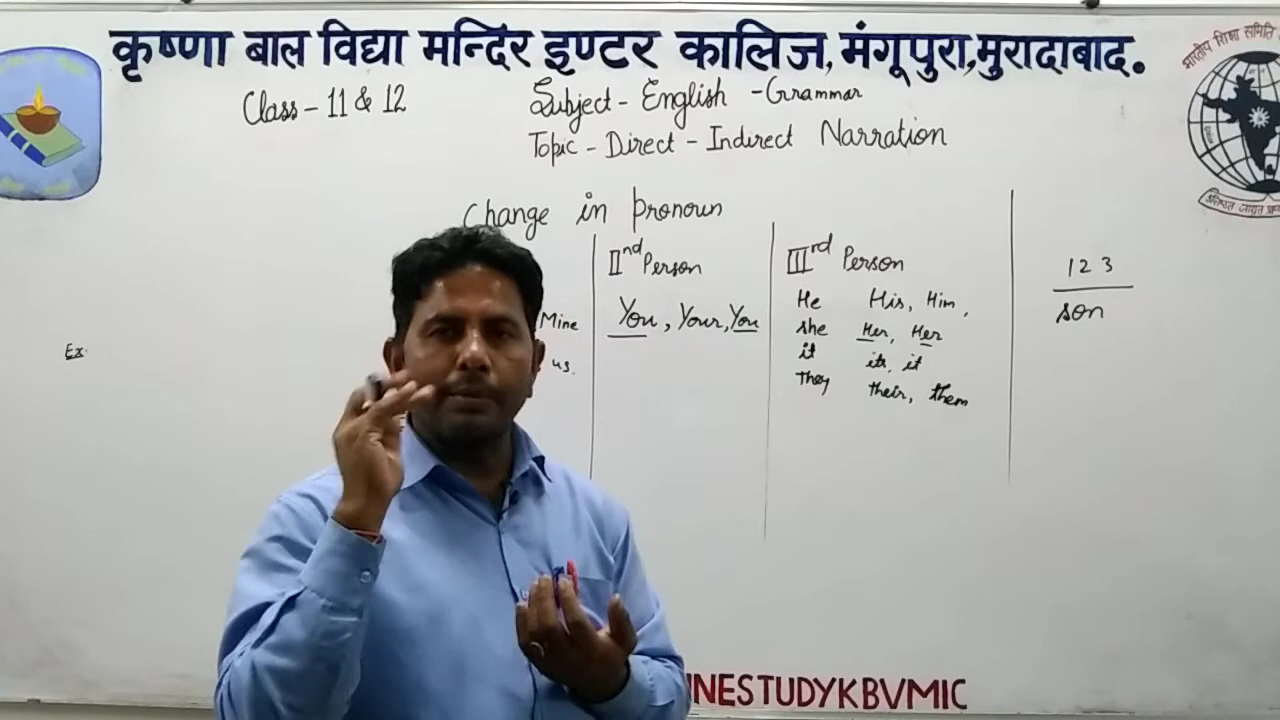 कृष्णा बाल विद्या मन्दिर इण्टर कालिज, मंगूपुरा,मुरादाबाद.
Class - 11 & 12
Subject - English - Grammar
Topic - Direct - Indirect Narration
Change in Pronoun
Mine
us.
IInd Person
You, Your, You
IIIrd Person
He His, Him,
she Her, Her
it its, it
They their, them
1 2 3
son
Ex.
NESTUDYKBVMIC